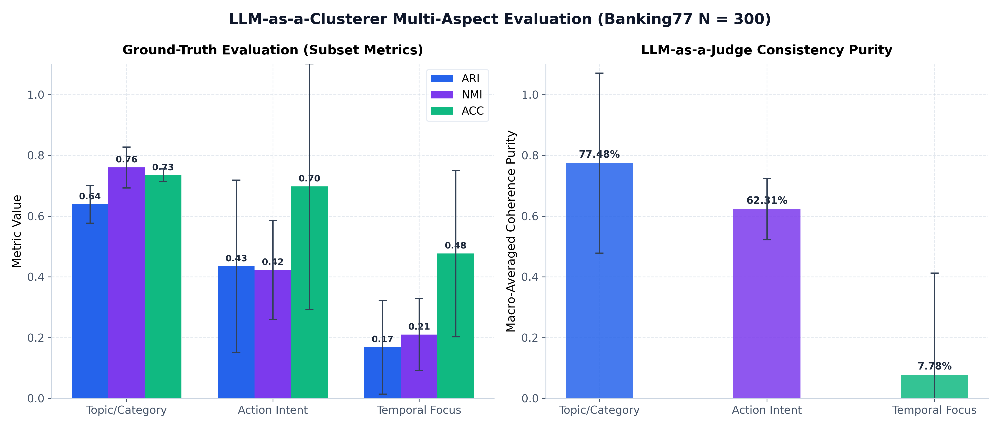 LLM-as-a-Clusterer Multi-Aspect Evaluation (Banking77 N = 300)
Ground-Truth Evaluation (Subset Metrics)
Metric Value
1.0
0.8
0.6
0.4
0.2
0.0
ARI
NMI
ACC
0.64
0.76
0.73
0.43
0.42
0.70
0.17
0.21
0.48
Topic/Category
Action Intent
Temporal Focus
LLM-as-a-Judge Consistency Purity
Macro-Averaged Coherence Purity
1.0
0.8
0.6
0.4
0.2
0.0
77.48%
62.31%
7.78%
Topic/Category
Action Intent
Temporal Focus